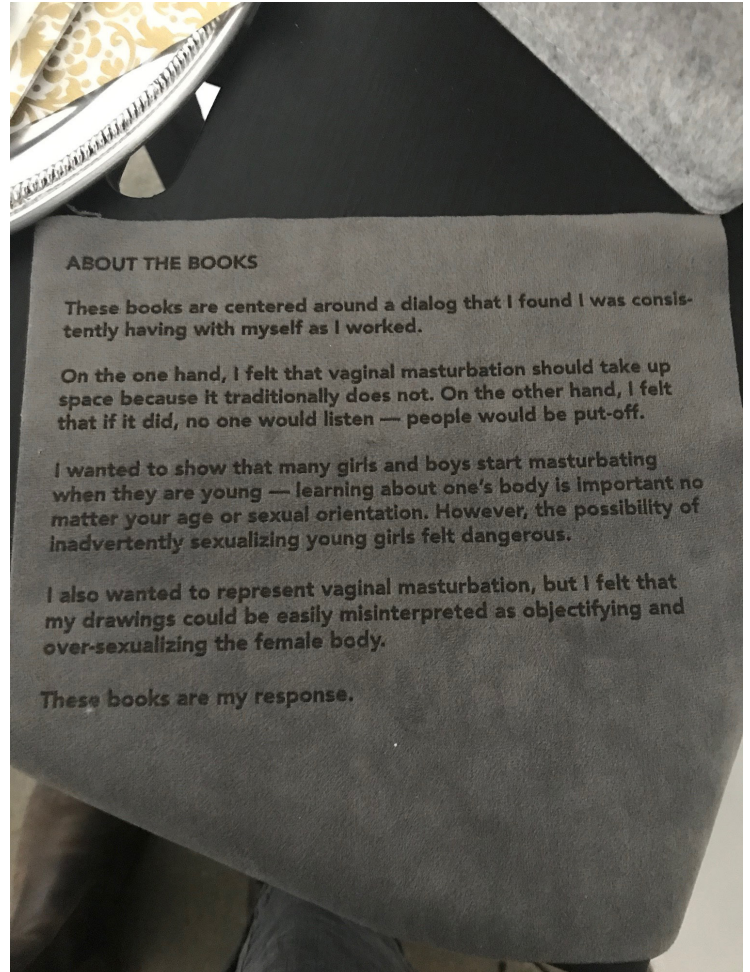 ABOUT THE BOOKS
These books are centered around a dialog that I found I was consis-
tently having with myself as I worked.
On the one hand, I felt that vaginal masturbation should take up
space because it traditionally does not. On the other hand, I felt
that if it did, no one would listen — people would be put-off.
I wanted to show that many girls and boys start masturbating
when they are young — learning about one's body is important no
matter your age or sexual orientation. However, the possibility of
inadvertently sexualizing young girls felt dangerous.
I also wanted to represent vaginal masturbation, but I felt that
my drawings could be easily misinterpreted as objectifying and
over-sexualizing the female body.
These books are my response.